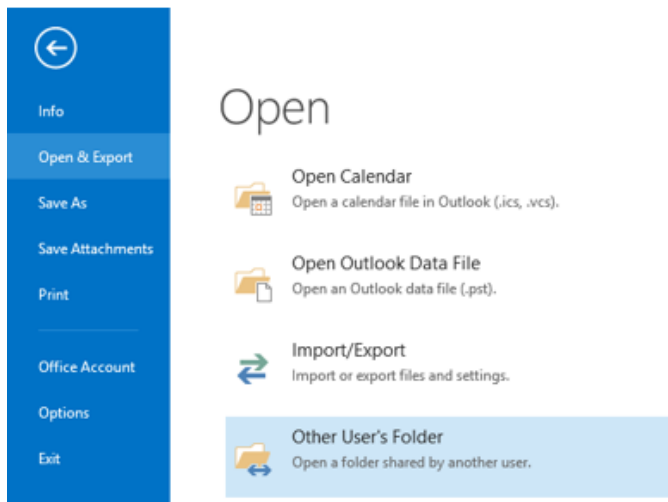 Info
Open & Export
Save As
Save Attachments
Print
Office Account
Options
Exit
Open
Open Calendar
Open a calendar file in Outlook (.ics, .vcs).
Open Outlook Data File
Open an Outlook data file (.pst).
Import/Export
Import or export files and settings.
Other User's Folder
Open a folder shared by another user.